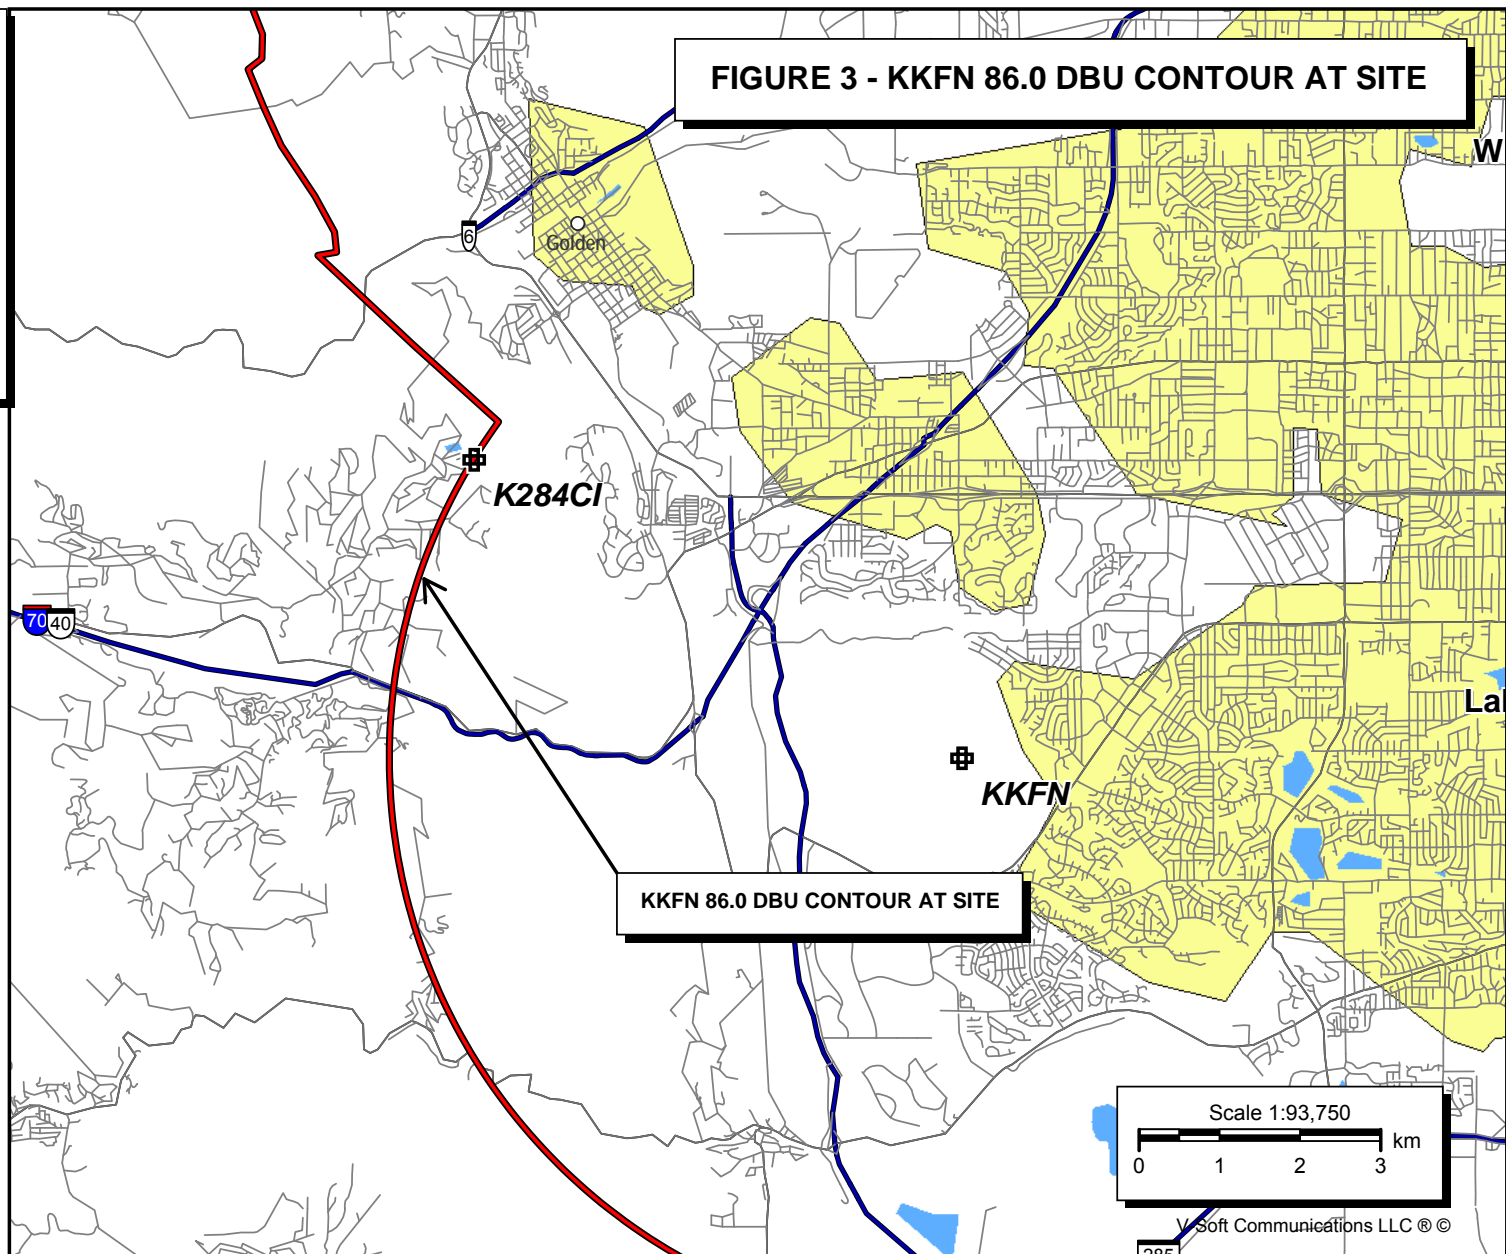 FIGURE 3 - KKFN 86.0 DBU CONTOUR AT SITE
W
6
Golden
K284CI
70
40
La
KKFN
KKFN 86.0 DBU CONTOUR AT SITE
Scale 1:93,750
km
0 1 2 3
V-Soft Communications LLC ® ©
285